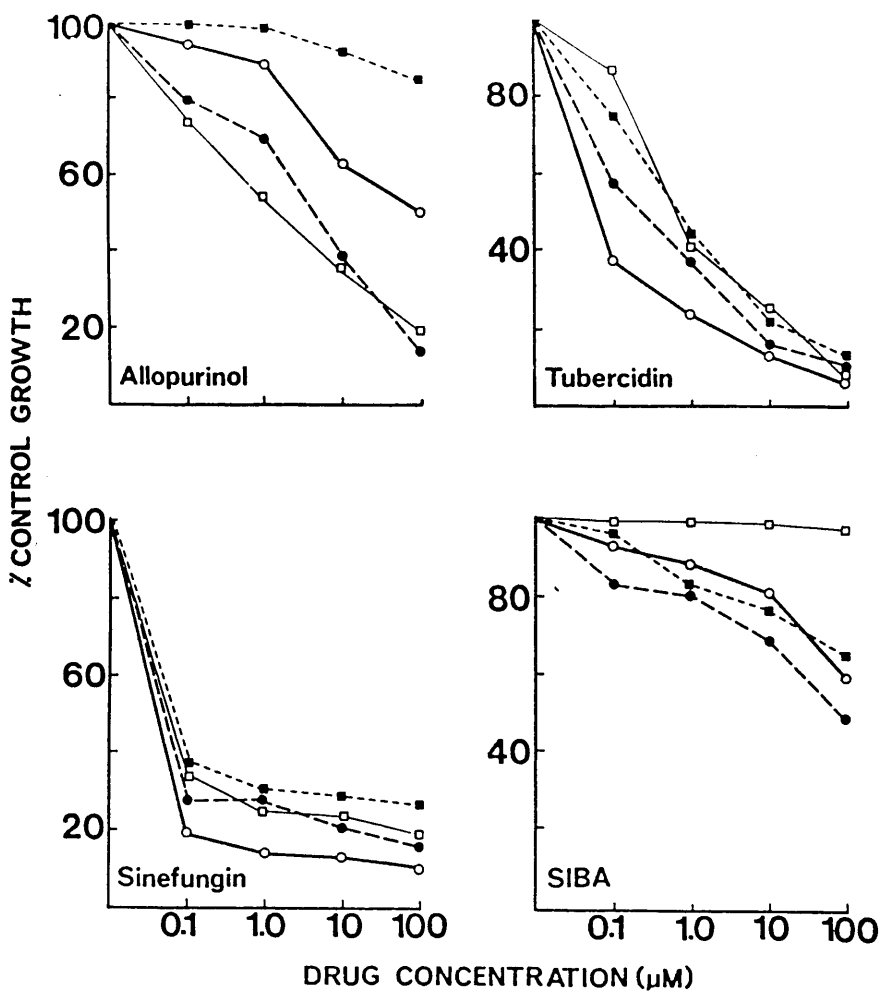 % CONTROL GROWTH
100
60
20
Allopurinol
80
40
Tubercidin
100
60
20
Sinefungin
0.1 1.0 10 100
80
40
SIBA
0.1 1.0 10 100
DRUG CONCENTRATION (µM)